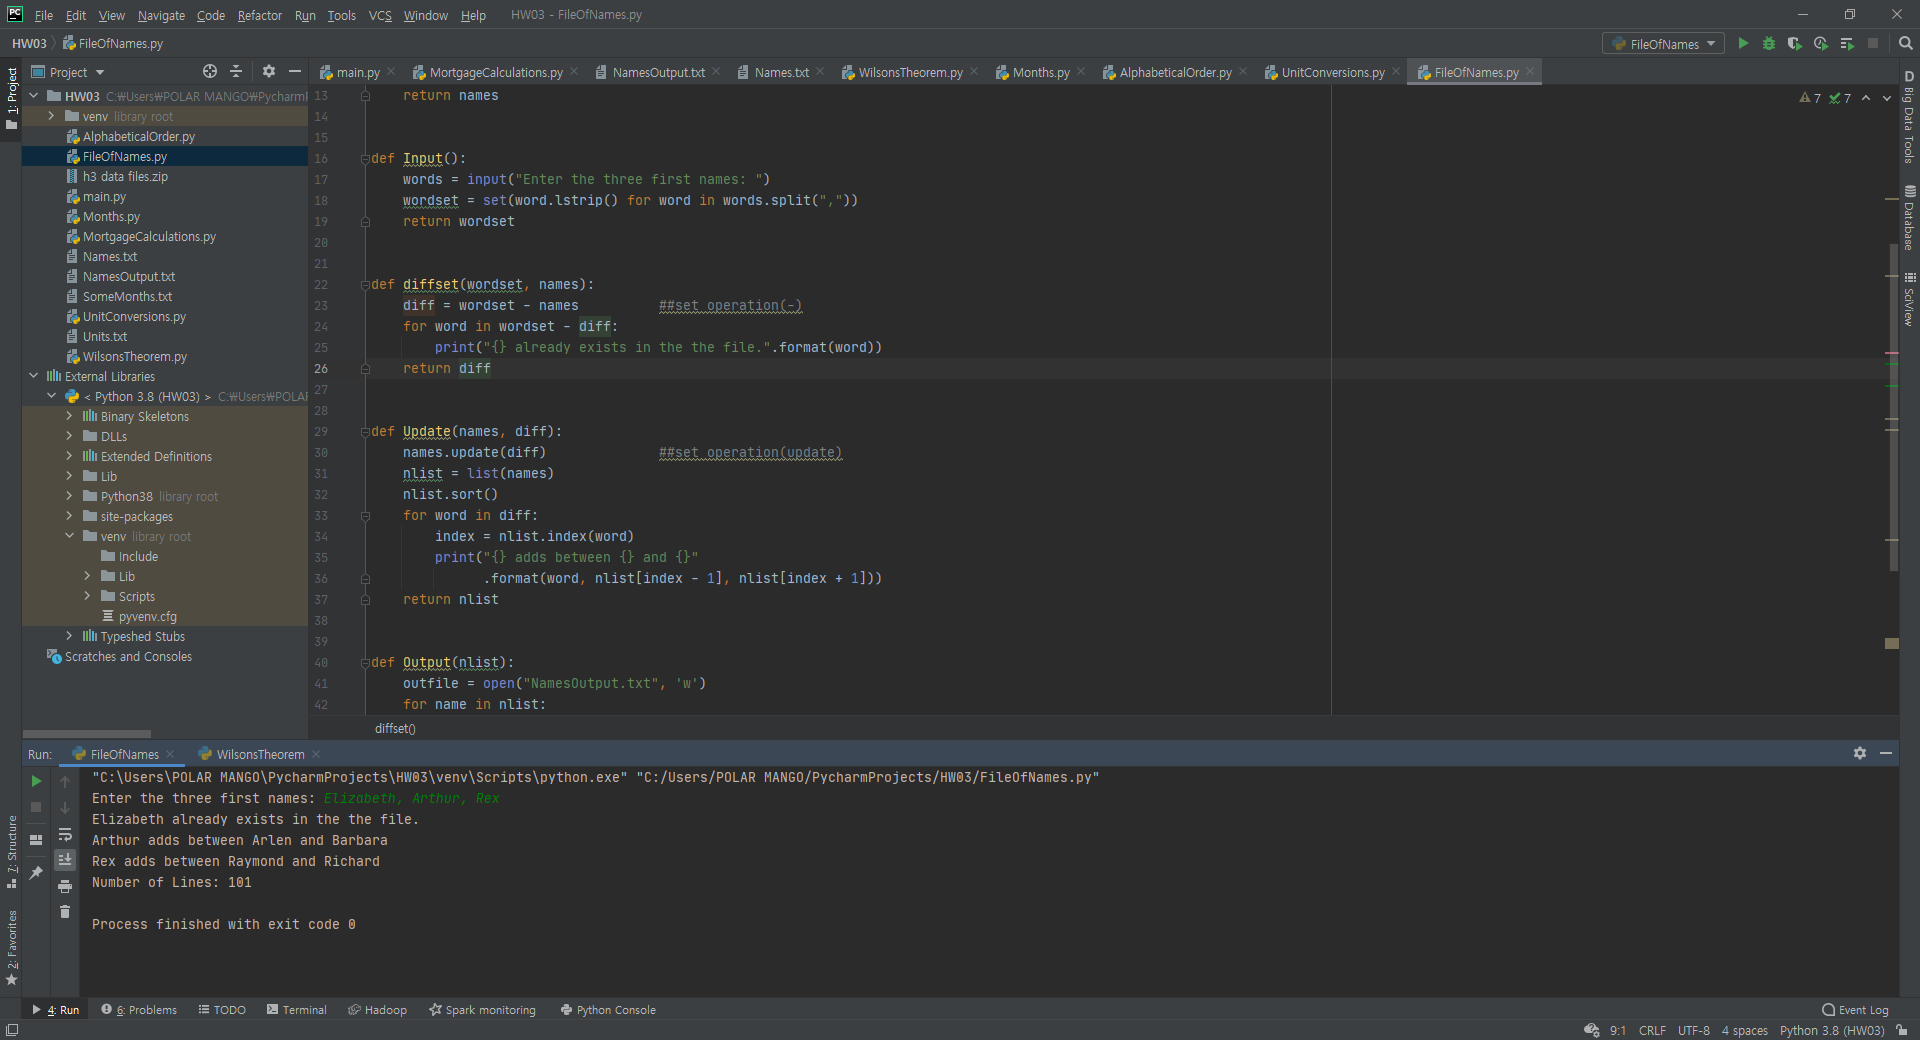 PC File Edit View Navigate Code Refactor Run Tools VCS Window Help HW03 - FileOfNames.py
HW03 FileOfNames.py FileOfNames
1: Project
Project
HW03 C:₩Users₩POLAR MANGO₩Pycharm
venv library root
AlphabeticalOrder.py
FileOfNames.py
h3 data files.zip
main.py
Months.py
MortgageCalculations.py
Names.txt
NamesOutput.txt
SomeMonths.txt
UnitConversions.py
Units.txt
WilsonsTheorem.py
External Libraries
< Python 3.8 (HW03) > C:₩Users₩POLA
Binary Skeletons
DLLs
Extended Definitions
Lib
Python38 library root
site-packages
venv library root
Include
Lib
Scripts
pyvenv.cfg
Typeshed Stubs
Scratches and Consoles
main.py MortgageCalculations.py NamesOutput.txt Names.txt WilsonsTheorem.py Months.py AlphabeticalOrder.py UnitConversions.py FileOfNames.py
7 7
13 return names
14
15
16 def Input():
17 words = input("Enter the three first names: ")
18 wordset = set(word.lstrip() for word in words.split(","))
19 return wordset
20
21
22 def diffset(wordset, names):
23 diff = wordset - names ##set operation(-)
24 for word in wordset - diff:
25 print("{} already exists in the the file.".format(word))
26 return diff
27
28
29 def Update(names, diff):
30 names.update(diff) ##set operation(update)
31 nlist = list(names)
32 nlist.sort()
33 for word in diff:
34 index = nlist.index(word)
35 print("{} adds between {} and {}"
36 .format(word, nlist[index - 1], nlist[index + 1]))
37 return nlist
38
39
40 def Output(nlist):
41 outfile = open("NamesOutput.txt", 'w')
42 for name in nlist:
diffset()
D Big Data Tools
Database
SciView
Run: FileOfNames WilsonsTheorem
"C:\Users\POLAR MANGO\PycharmProjects\HW03\venv\Scripts\python.exe" "C:/Users/POLAR MANGO/PycharmProjects/HW03/FileOfNames.py"
Enter the three first names: Elizabeth, Arthur, Rex
Elizabeth already exists in the the file.
Arthur adds between Arlen and Barbara
Rex adds between Raymond and Richard
Number of Lines: 101
Process finished with exit code 0
7: Structure
2: Favorites
4: Run 6: Problems TODO Terminal Hadoop Spark monitoring Python Console Event Log
9:1 CRLF UTF-8 4 spaces Python 3.8 (HW03)